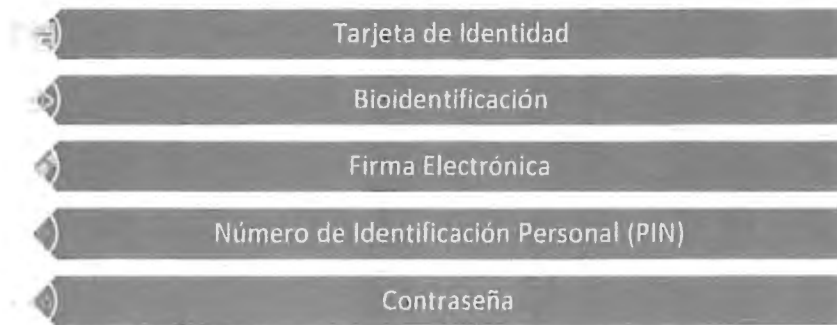 Tarjeta de Identidad
Bioidentificación
Firma Electrónica
Número de Identificación Personal (PIN)
Contraseña